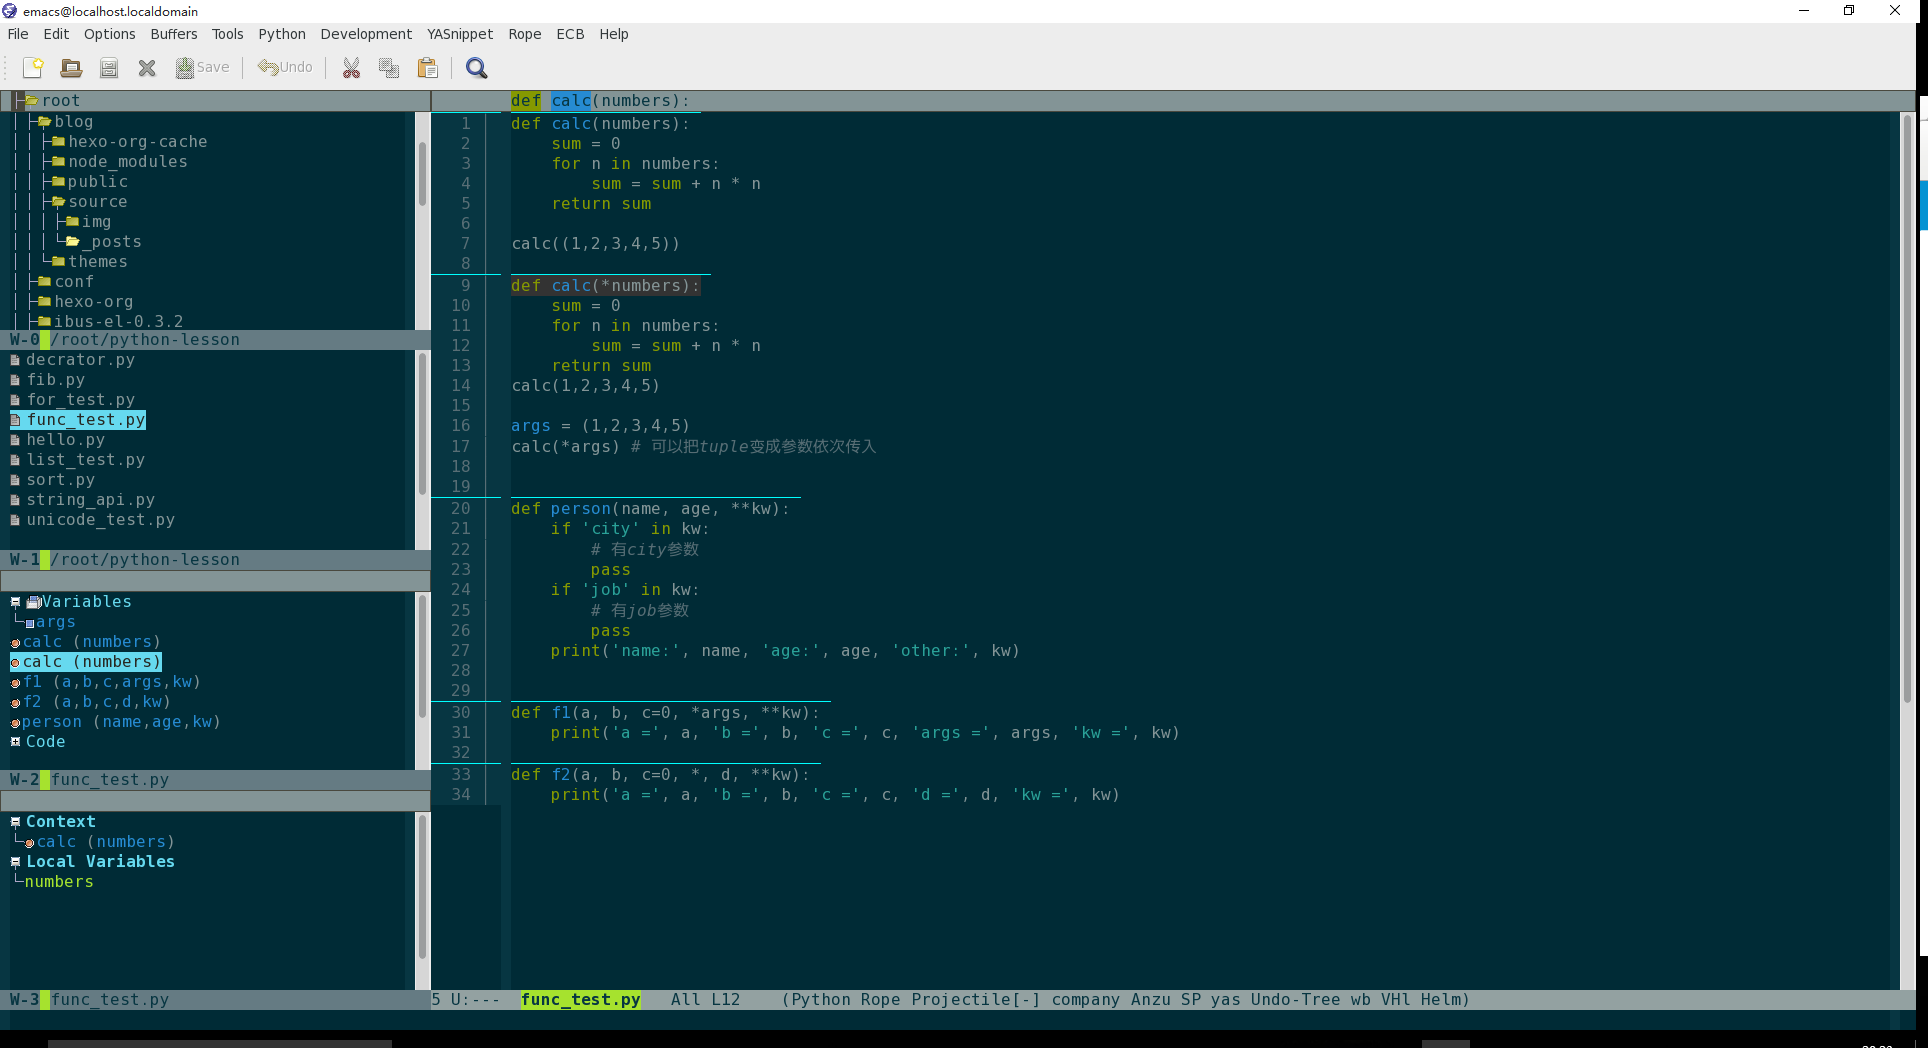 emacs@localhost.localdomain
File Edit Options Buffers Tools Python Development YASnippet Rope ECB Help
Save Undo
root
blog
hexo-org-cache
node_modules
public
source
img
_posts
themes
conf
hexo-org
ibus-el-0.3.2
W-0 /root/python-lesson
decrator.py
fib.py
for_test.py
func_test.py
hello.py
list_test.py
sort.py
string_api.py
unicode_test.py
W-1 /root/python-lesson
Variables
args
calc (numbers)
calc (numbers)
f1 (a,b,c,args,kw)
f2 (a,b,c,d,kw)
person (name,age,kw)
Code
W-2 func_test.py
Context
calc (numbers)
Local Variables
numbers
W-3 func_test.py
def calc(numbers):
1 def calc(numbers):
2     sum = 0
3     for n in numbers:
4         sum = sum + n * n
5     return sum
6
7 calc((1,2,3,4,5))
8
9 def calc(*numbers):
10     sum = 0
11     for n in numbers:
12         sum = sum + n * n
13     return sum
14 calc(1,2,3,4,5)
15
16 args = (1,2,3,4,5)
17 calc(*args) # 可以把tuple变成参数依次传入
18
19
20 def person(name, age, **kw):
21     if 'city' in kw:
22         # 有city参数
23         pass
24     if 'job' in kw:
25         # 有job参数
26         pass
27     print('name:', name, 'age:', age, 'other:', kw)
28
29
30 def f1(a, b, c=0, *args, **kw):
31     print('a =', a, 'b =', b, 'c =', c, 'args =', args, 'kw =', kw)
32
33 def f2(a, b, c=0, *, d, **kw):
34     print('a =', a, 'b =', b, 'c =', c, 'd =', d, 'kw =', kw)
5 U:--- func_test.py All L12 (Python Rope Projectile[-] company Anzu SP yas Undo-Tree wb VHl Helm)